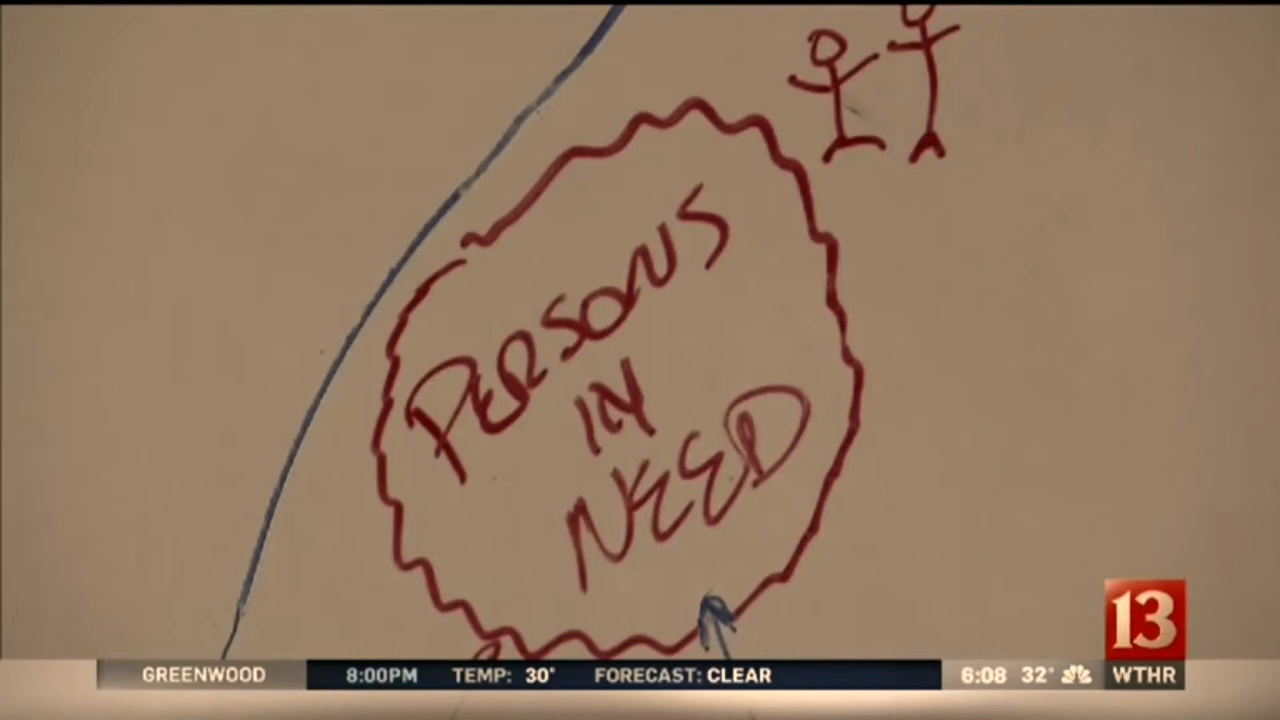 PERSONS
IN
NEED
13
GREENWOOD 8:00PM TEMP: 30° FORECAST: CLEAR 6:08 32° WTHR